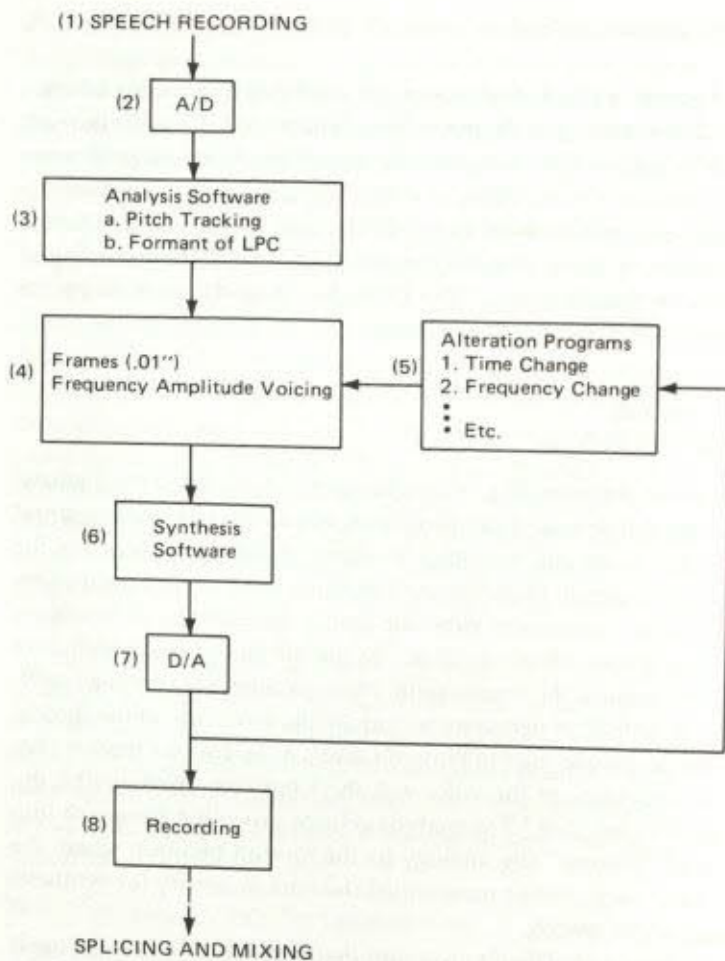 (1) SPEECH RECORDING
(2) A/D
(3) Analysis Software
a. Pitch Tracking
b. Formant of LPC
(4) Frames (.01'')
Frequency Amplitude Voicing
(5) Alteration Programs
1. Time Change
2. Frequency Change
Etc.
(6) Synthesis
Software
(7) D/A
(8) Recording
SPLICING AND MIXING